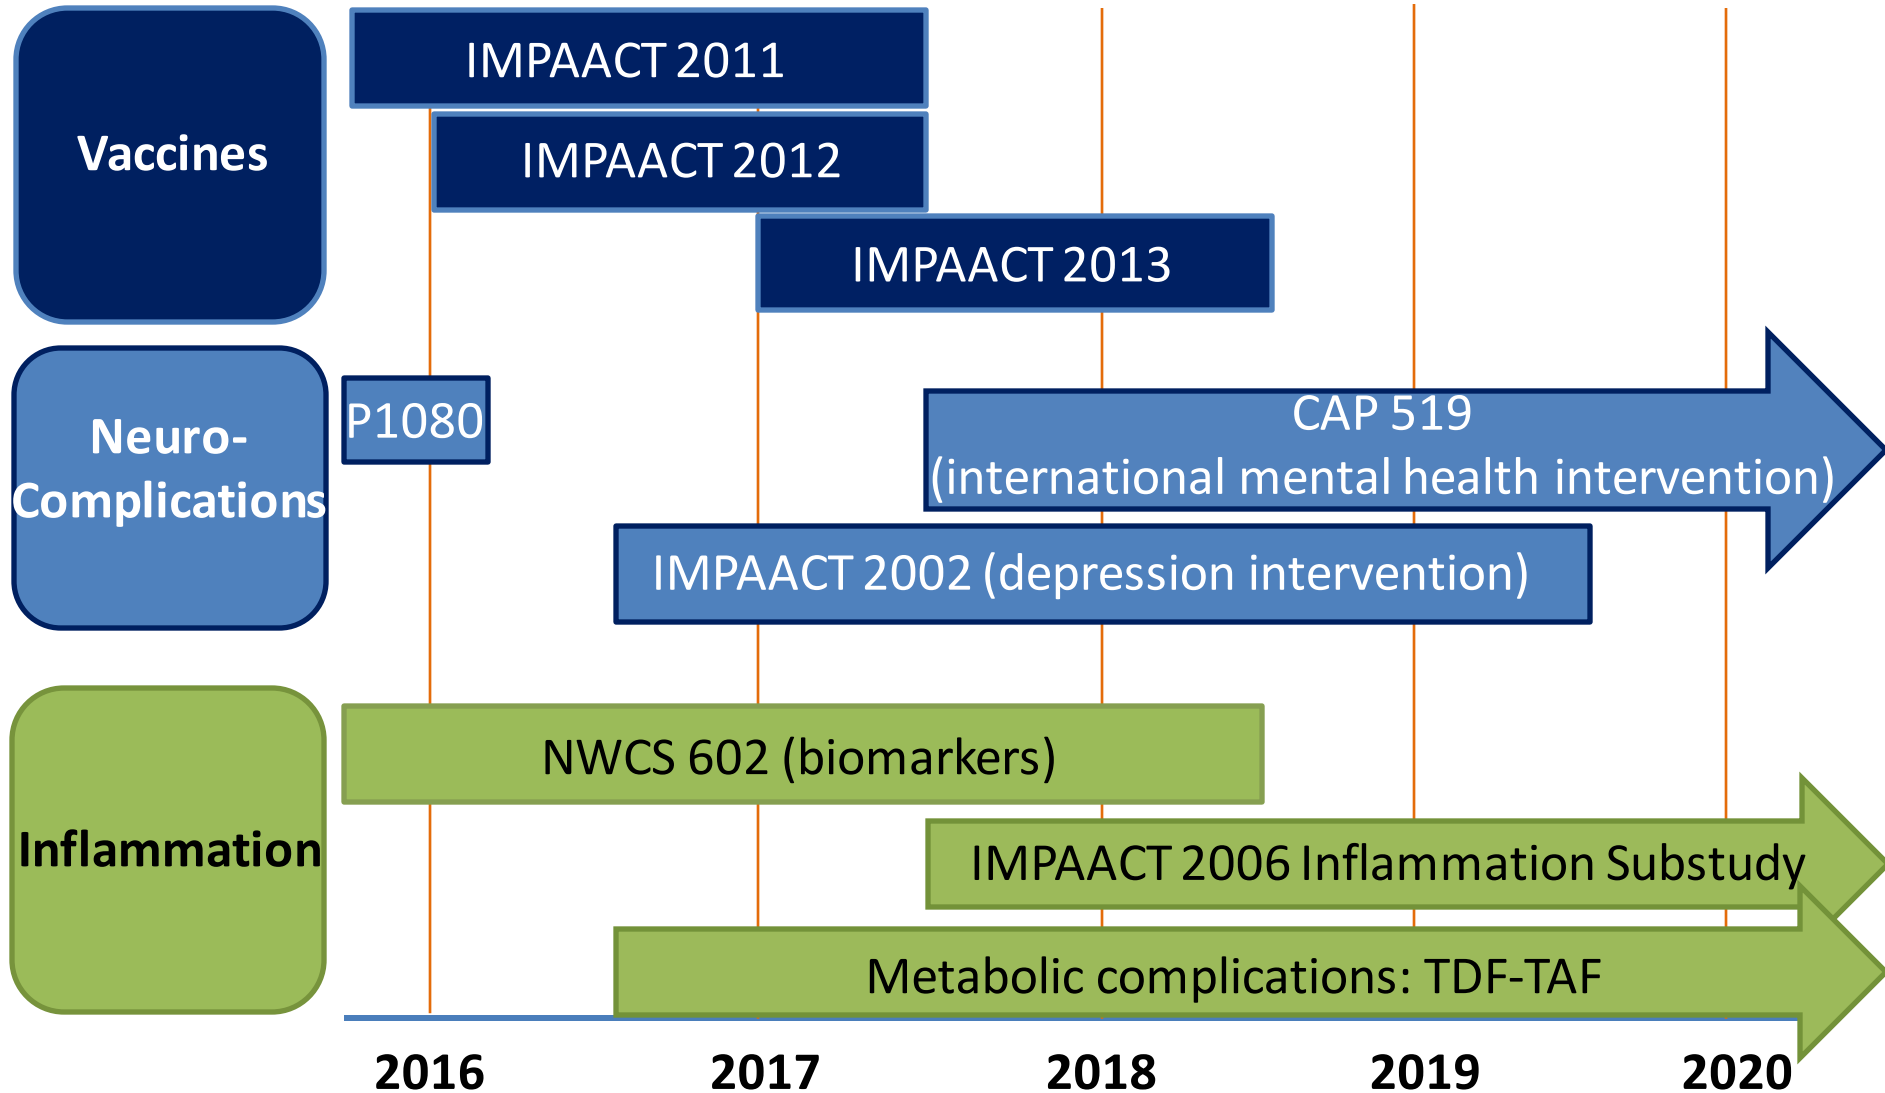 Vaccines
IMPAACT 2011
IMPAACT 2012
IMPAACT 2013
Neuro-
Complications
P1080
CAP 519
(international mental health intervention)
IMPAACT 2002 (depression intervention)
Inflammation
NWCS 602 (biomarkers)
IMPAACT 2006 Inflammation Substudy
Metabolic complications: TDF-TAF
2016 2017 2018 2019 2020